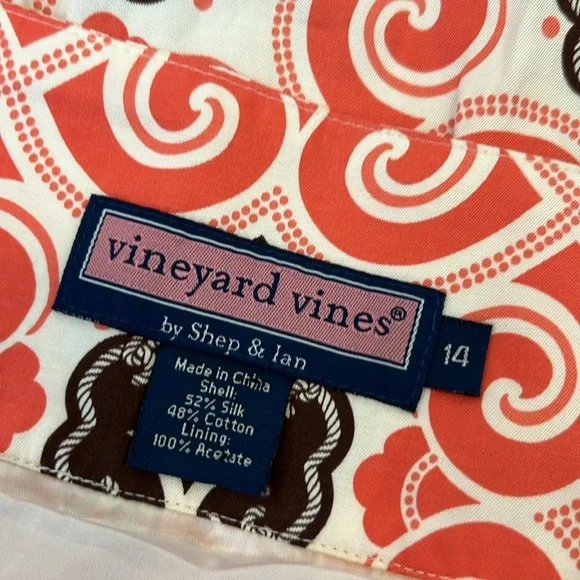 vineyard vines®
by Shep & Ian
14
Made in China
Shell:
52% Silk
48% Cotton
Lining:
100% Acetate